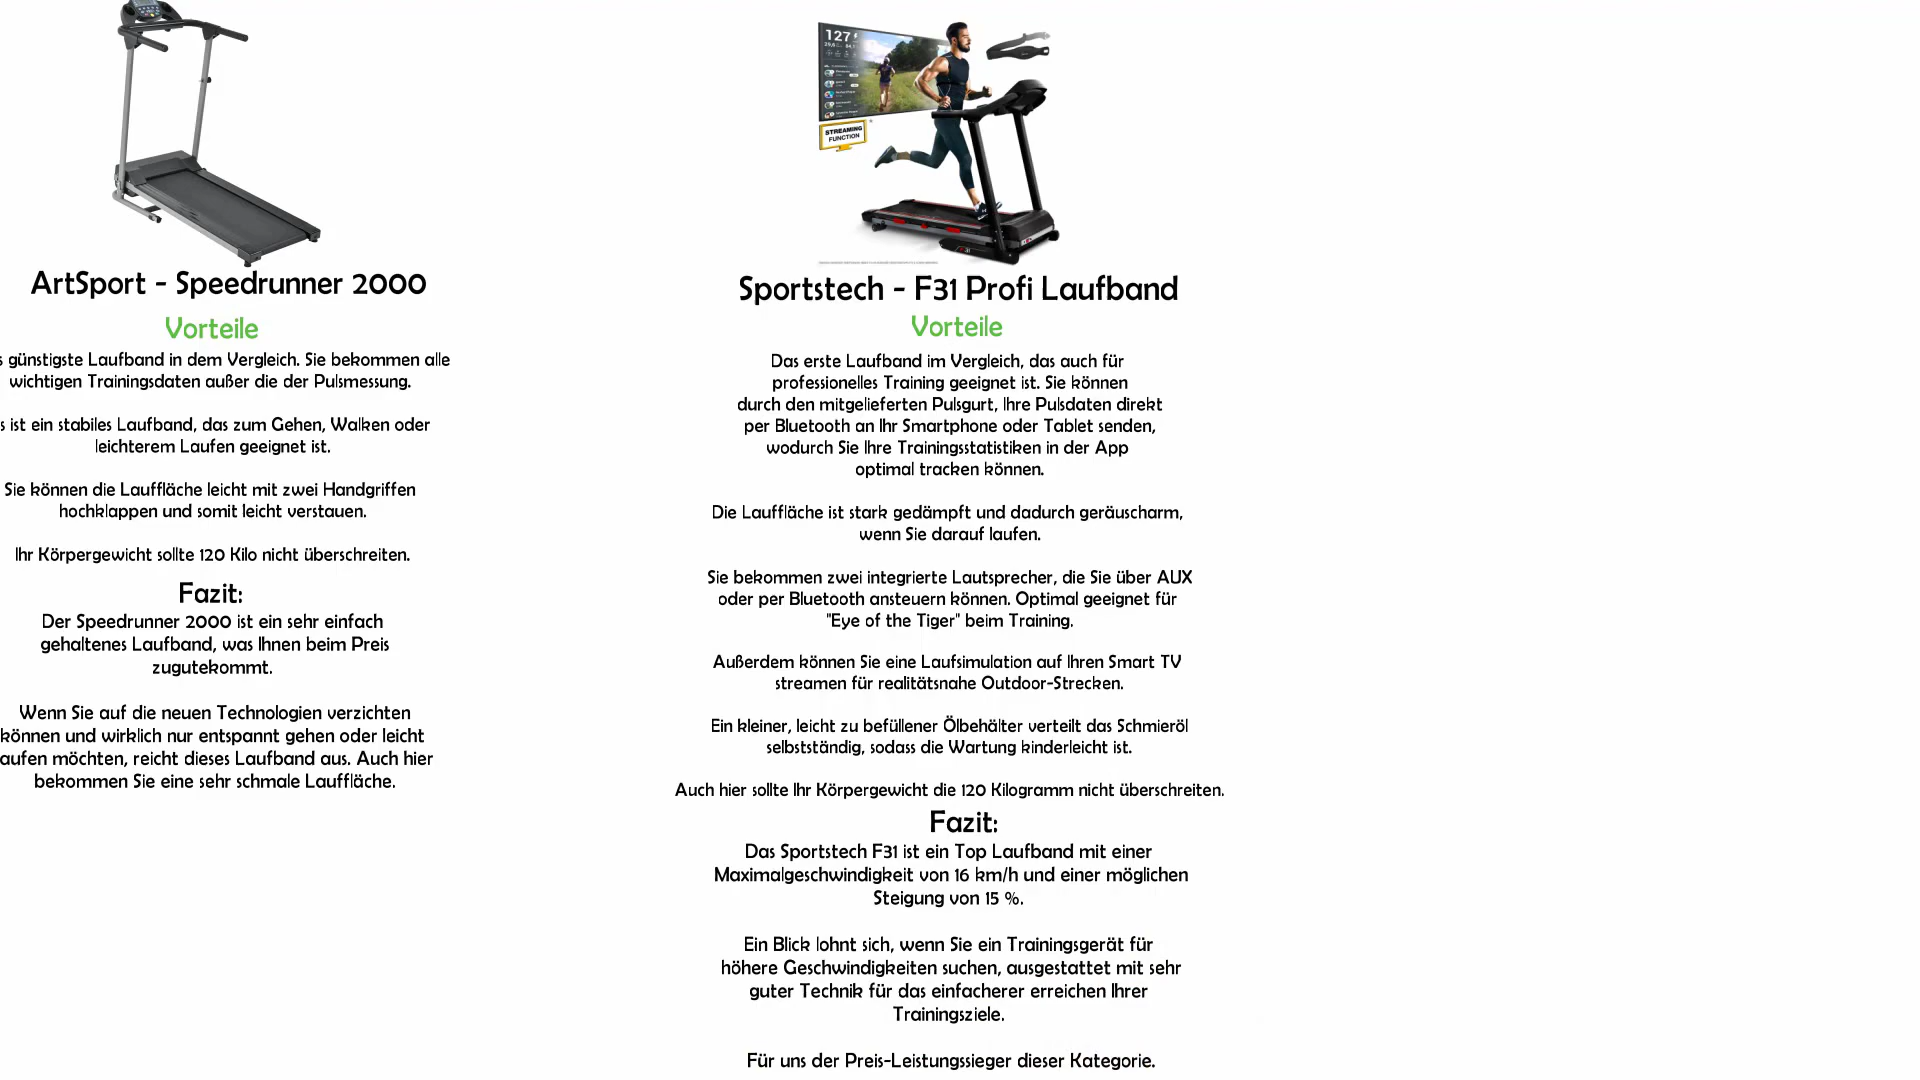 127
STREAMING
FUNCTION
ArtSport - Speedrunner 2000
Vorteile
günstigste Laufband in dem Vergleich. Sie bekommen alle
wichtigen Trainingsdaten außer die der Pulsmessung.
s ist ein stabiles Laufband, das zum Gehen, Walken oder
leichterem Laufen geeignet ist.
Sie können die Lauffläche leicht mit zwei Handgriffen
hochklappen und somit leicht verstauen.
Ihr Körpergewicht sollte 120 Kilo nicht überschreiten.
Fazit:
Der Speedrunner 2000 ist ein sehr einfach
gehaltenes Laufband, was Ihnen beim Preis
zugutekommt.
Wenn Sie auf die neuen Technologien verzichten
können und wirklich nur entspannt gehen oder leicht
aufen möchten, reicht dieses Laufband aus. Auch hier
bekommen Sie eine sehr schmale Lauffläche.
Sportstech - F31 Profi Laufband
Vorteile
Das erste Laufband im Vergleich, das auch für
professionelles Training geeignet ist. Sie können
durch den mitgelieferten Pulsgurt, Ihre Pulsdaten direkt
per Bluetooth an Ihr Smartphone oder Tablet senden,
wodurch Sie Ihre Trainingsstatistiken in der App
optimal tracken können.
Die Lauffläche ist stark gedämpft und dadurch geräuscharm,
wenn Sie darauf laufen.
Sie bekommen zwei integrierte Lautsprecher, die Sie über AUX
oder per Bluetooth ansteuern können. Optimal geeignet für
"Eye of the Tiger" beim Training.
Außerdem können Sie eine Laufsimulation auf Ihren Smart TV
streamen für realitätsnahe Outdoor-Strecken.
Ein kleiner, leicht zu befüllener Ölbehälter verteilt das Schmieröl
selbstständig, sodass die Wartung kinderleicht ist.
Auch hier sollte Ihr Körpergewicht die 120 Kilogramm nicht überschreiten.
Fazit:
Das Sportstech F31 ist ein Top Laufband mit einer
Maximalgeschwindigkeit von 16 km/h und einer möglichen
Steigung von 15 %.
Ein Blick lohnt sich, wenn Sie ein Trainingsgerät für
höhere Geschwindigkeiten suchen, ausgestattet mit sehr
guter Technik für das einfacherer erreichen Ihrer
Trainingsziele.
Für uns der Preis-Leistungssieger dieser Kategorie.